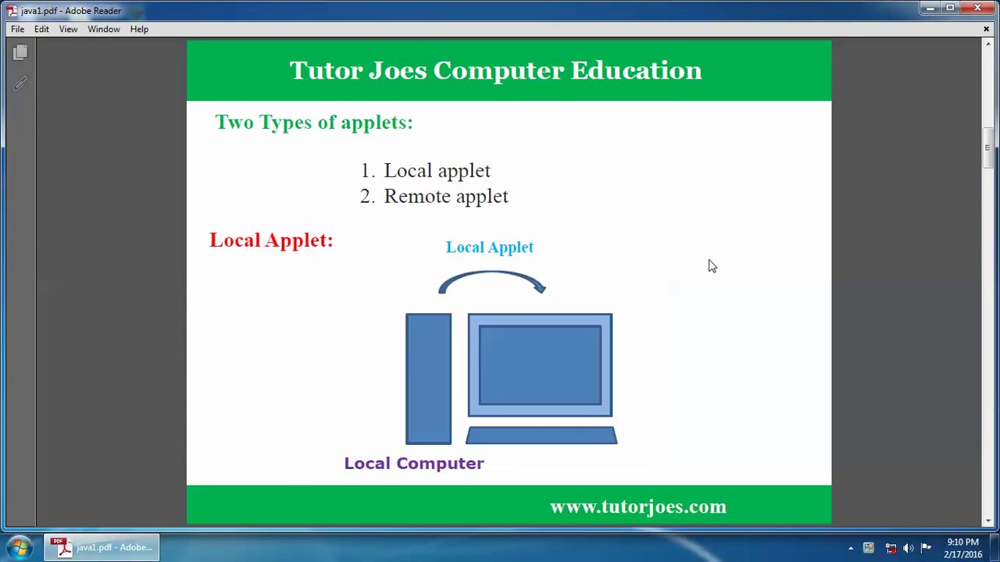 java1.pdf - Adobe Reader
File Edit View Window Help
Tutor Joes Computer Education
Two Types of applets:
1. Local applet
2. Remote applet
Local Applet:
Local Applet
Local Computer
www.tutorjoes.com
java1.pdf - Adobe...
9:10 PM
2/17/2016